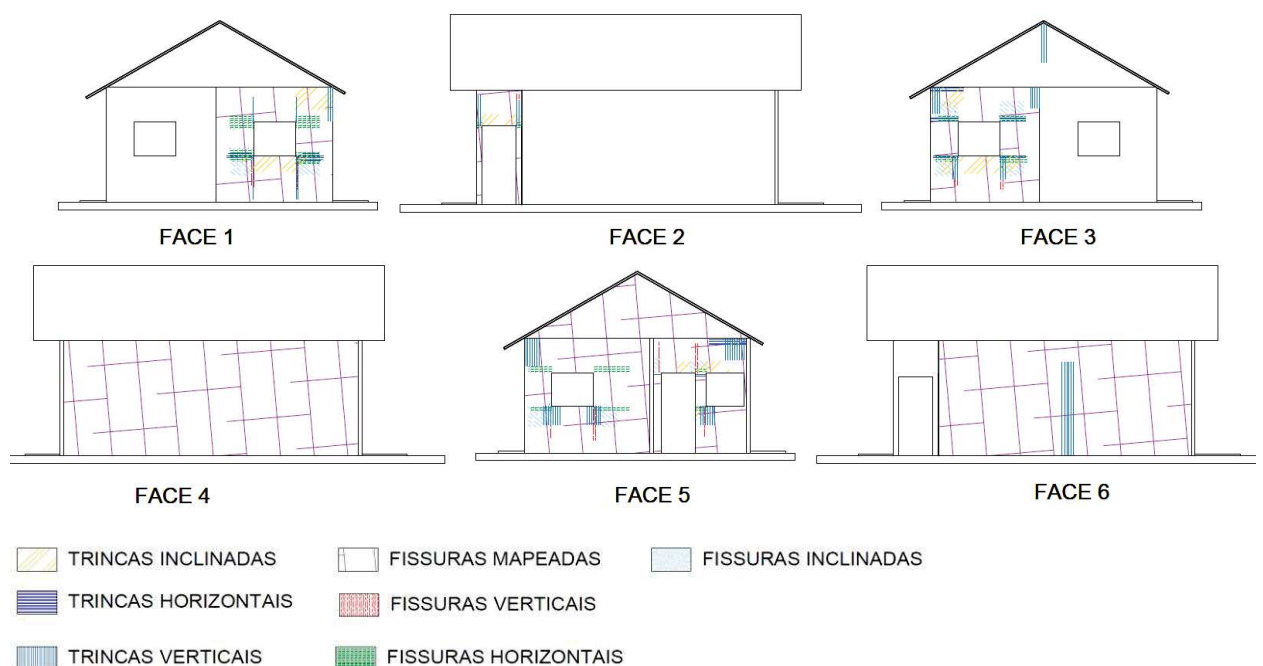 FACE 1
FACE 2
FACE 3
FACE 4
FACE 5
FACE 6
TRINCAS INCLINADAS
FISSURAS MAPEADAS
FISSURAS INCLINADAS
TRINCAS HORIZONTAIS
FISSURAS VERTICAIS
TRINCAS VERTICAIS
FISSURAS HORIZONTAIS